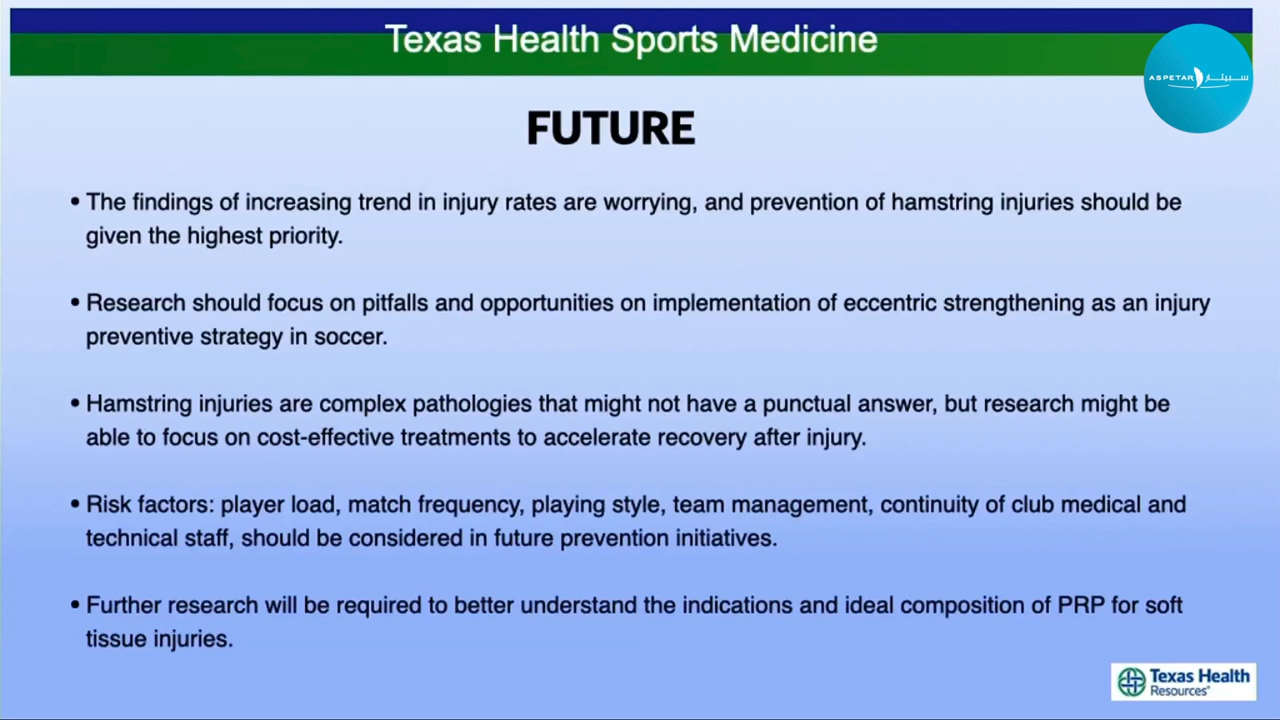 Texas Health Sports Medicine
ASPETAR سبيتار
FUTURE
• The findings of increasing trend in injury rates are worrying, and prevention of hamstring injuries should be
given the highest priority.
• Research should focus on pitfalls and opportunities on implementation of eccentric strengthening as an injury
preventive strategy in soccer.
• Hamstring injuries are complex pathologies that might not have a punctual answer, but research might be
able to focus on cost-effective treatments to accelerate recovery after injury.
• Risk factors: player load, match frequency, playing style, team management, continuity of club medical and
technical staff, should be considered in future prevention initiatives.
• Further research will be required to better understand the indications and ideal composition of PRP for soft
tissue injuries.
Texas Health
Resources®